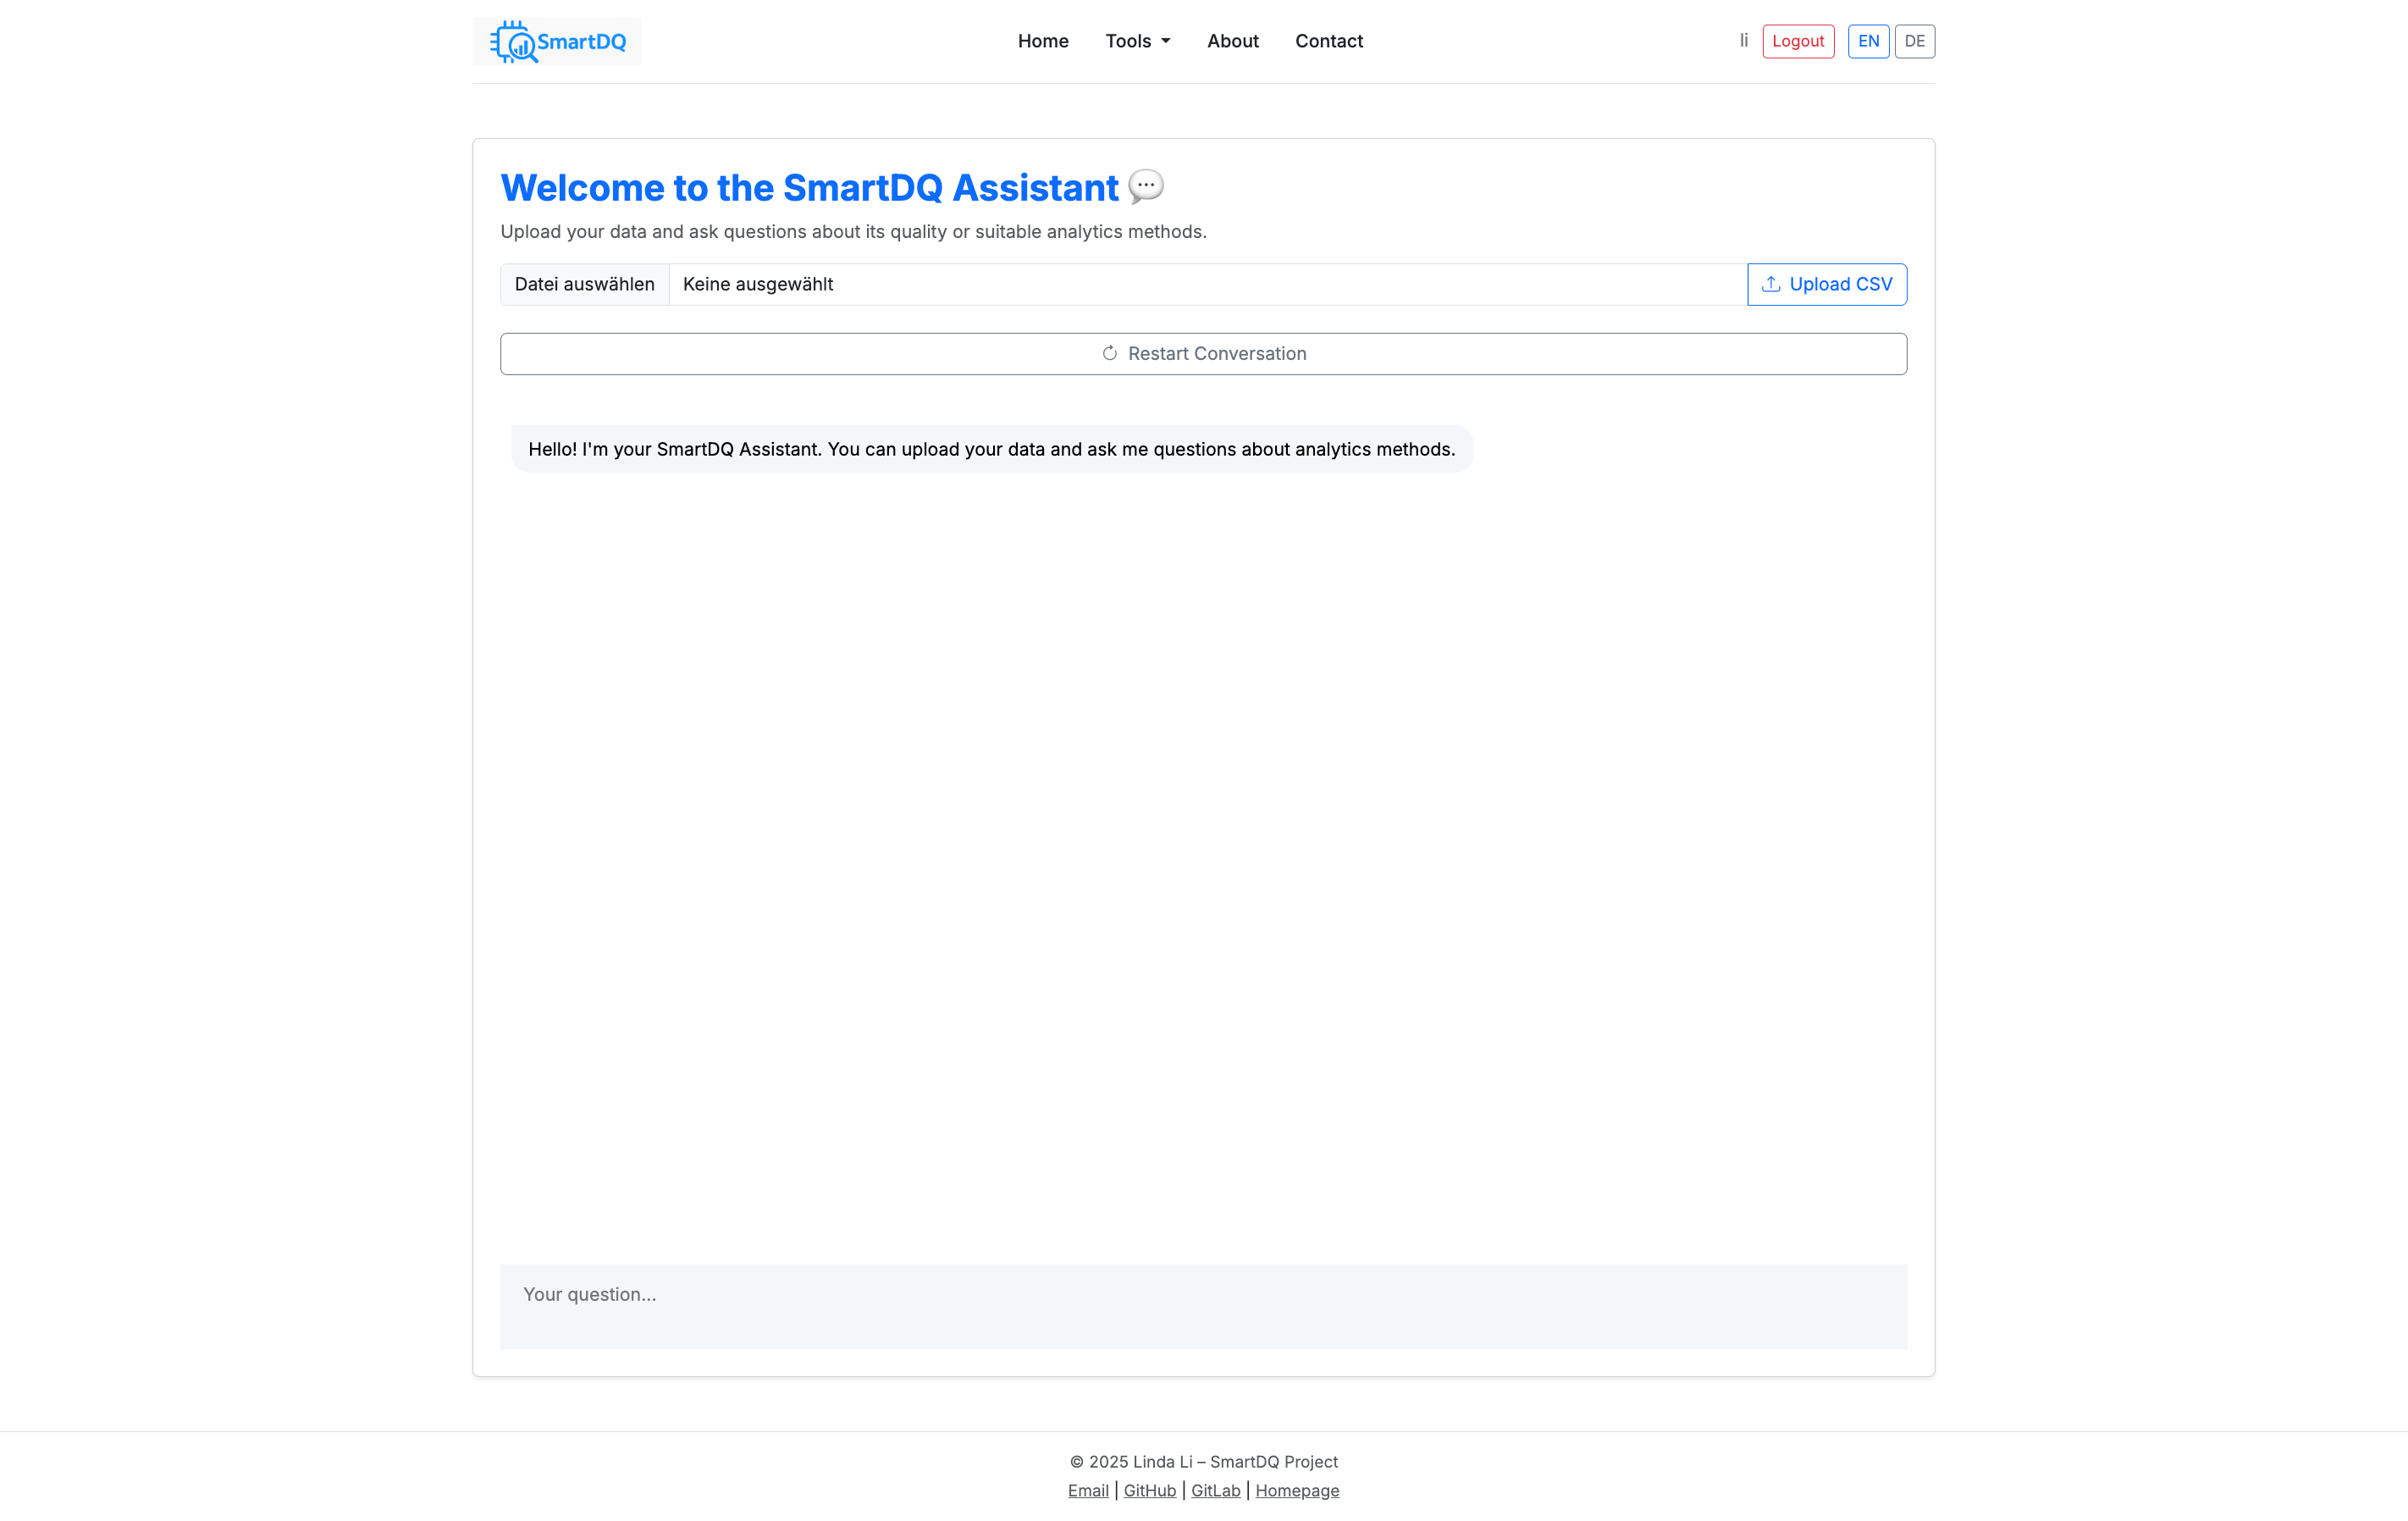 SmartDQ
Home Tools About Contact
li Logout EN DE
Welcome to the SmartDQ Assistant 💬
Upload your data and ask questions about its quality or suitable analytics methods.
Datei auswählen Keine ausgewählt Upload CSV
Restart Conversation
Hello! I'm your SmartDQ Assistant. You can upload your data and ask me questions about analytics methods.
Your question...
© 2025 Linda Li – SmartDQ Project
Email | GitHub | GitLab | Homepage